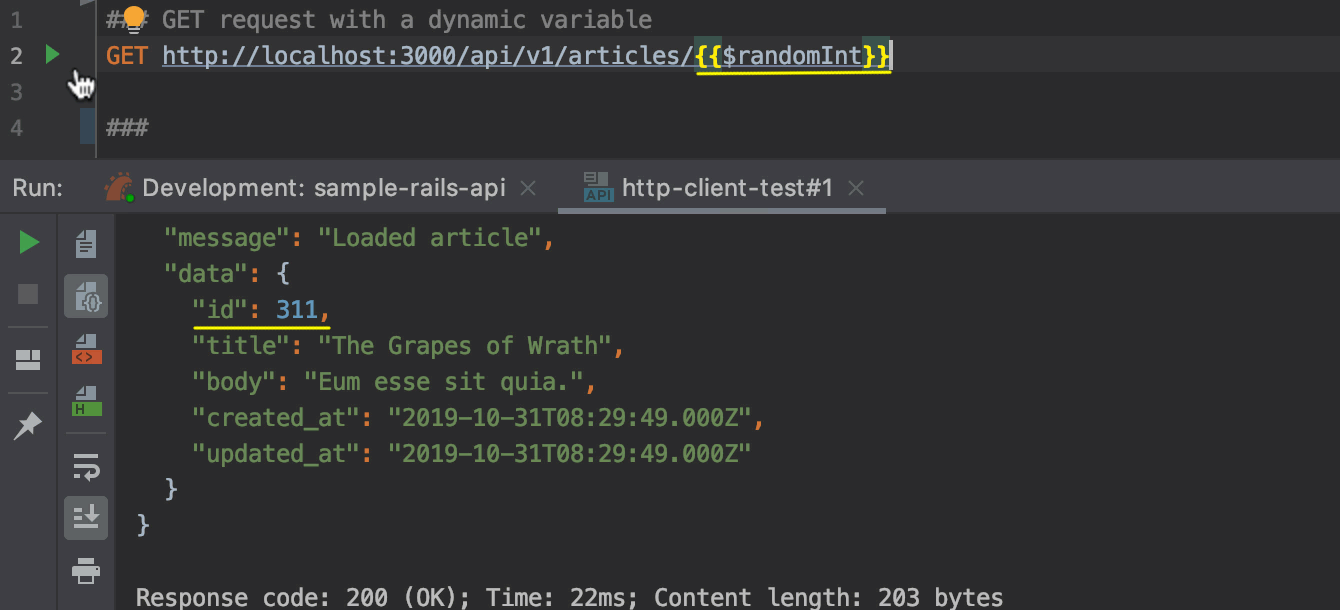 1 ### GET request with a dynamic variable
2 GET http://localhost:3000/api/v1/articles/{{$randomInt}}
3
4 ###
Run: Development: sample-rails-api API http-client-test#1
"message": "Loaded article",
"data": {
"id": 311,
"title": "The Grapes of Wrath",
"body": "Eum esse sit quia.",
"created_at": "2019-10-31T08:29:49.000Z",
"updated_at": "2019-10-31T08:29:49.000Z"
}
}
Response code: 200 (OK); Time: 22ms; Content length: 203 bytes